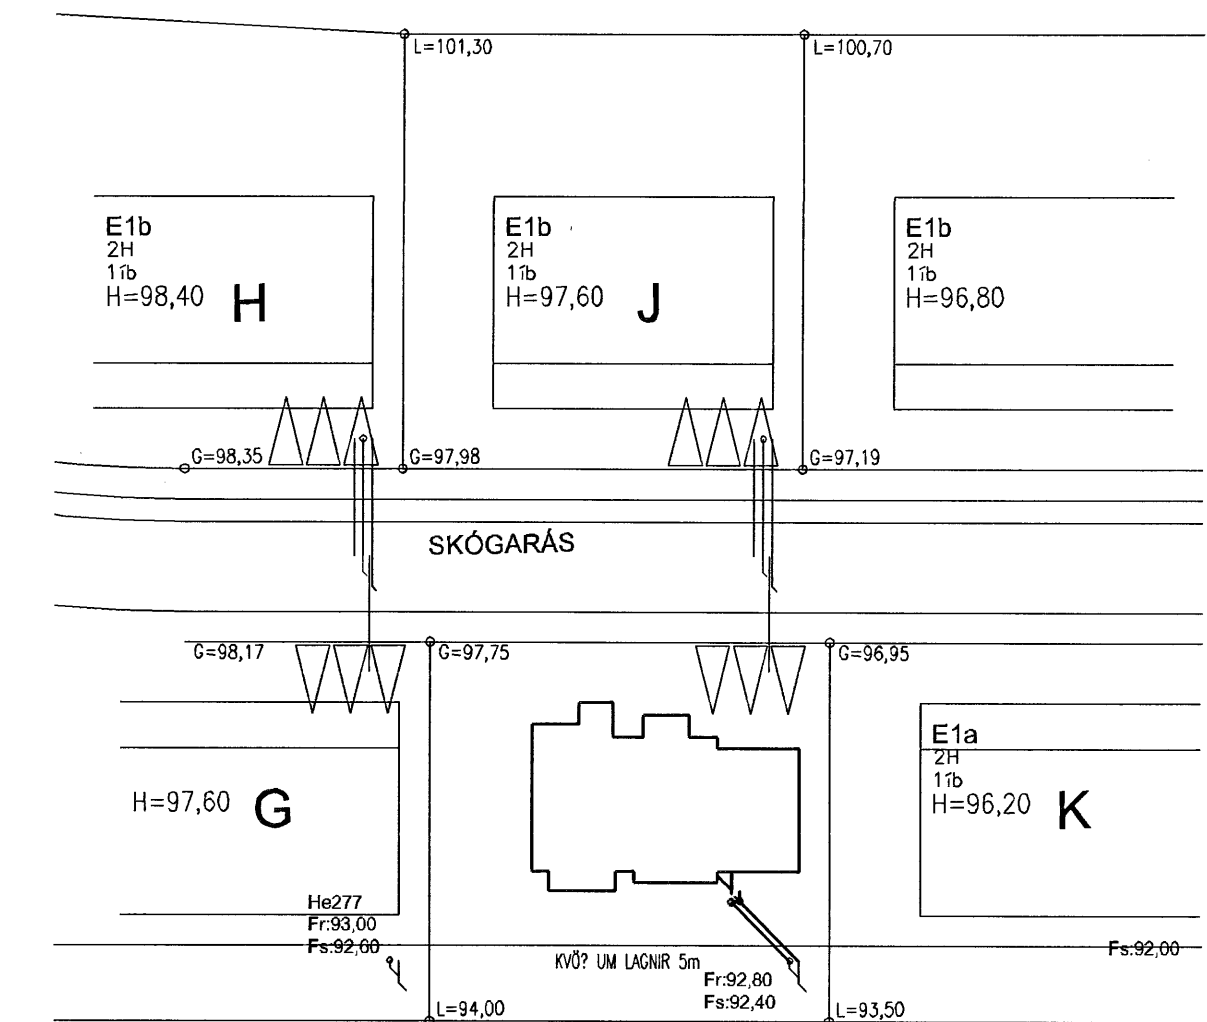 L=101,30
L=100,70
E1b
2H
1íb
H=98,40
H
E1b
2H
1íb
H=97,60
J
E1b
2H
1íb
H=96,80
G=98,35
G=97,98
G=97,19
SKÓGARÁS
G=98,17
G=97,75
G=96,95
H=97,60
G
E1a
2H
1íb
H=96,20
K
He277
Fr:93,00
Fs:92,60
KVÖ? UM LAGNIR 5m
Fr:92,80
Fs:92,40
Fs:92,00
L=94,00
L=93,50